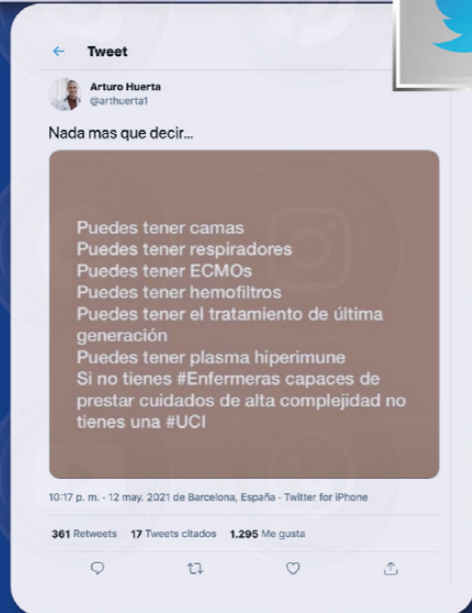 Tweet
Arturo Huerta
@arthuerta1
Nada mas que decir...
Puedes tener camas
Puedes tener respiradores
Puedes tener ECMOs
Puedes tener hemofiltros
Puedes tener el tratamiento de última
generación
Puedes tener plasma hiperimune
Si no tienes #Enfermeras capaces de
prestar cuidados de alta complejidad no
tienes una #UCI
10:17 p. m. · 12 may. 2021 de Barcelona, España · Twitter for iPhone
361 Retweets 17 Tweets citados 1.295 Me gusta